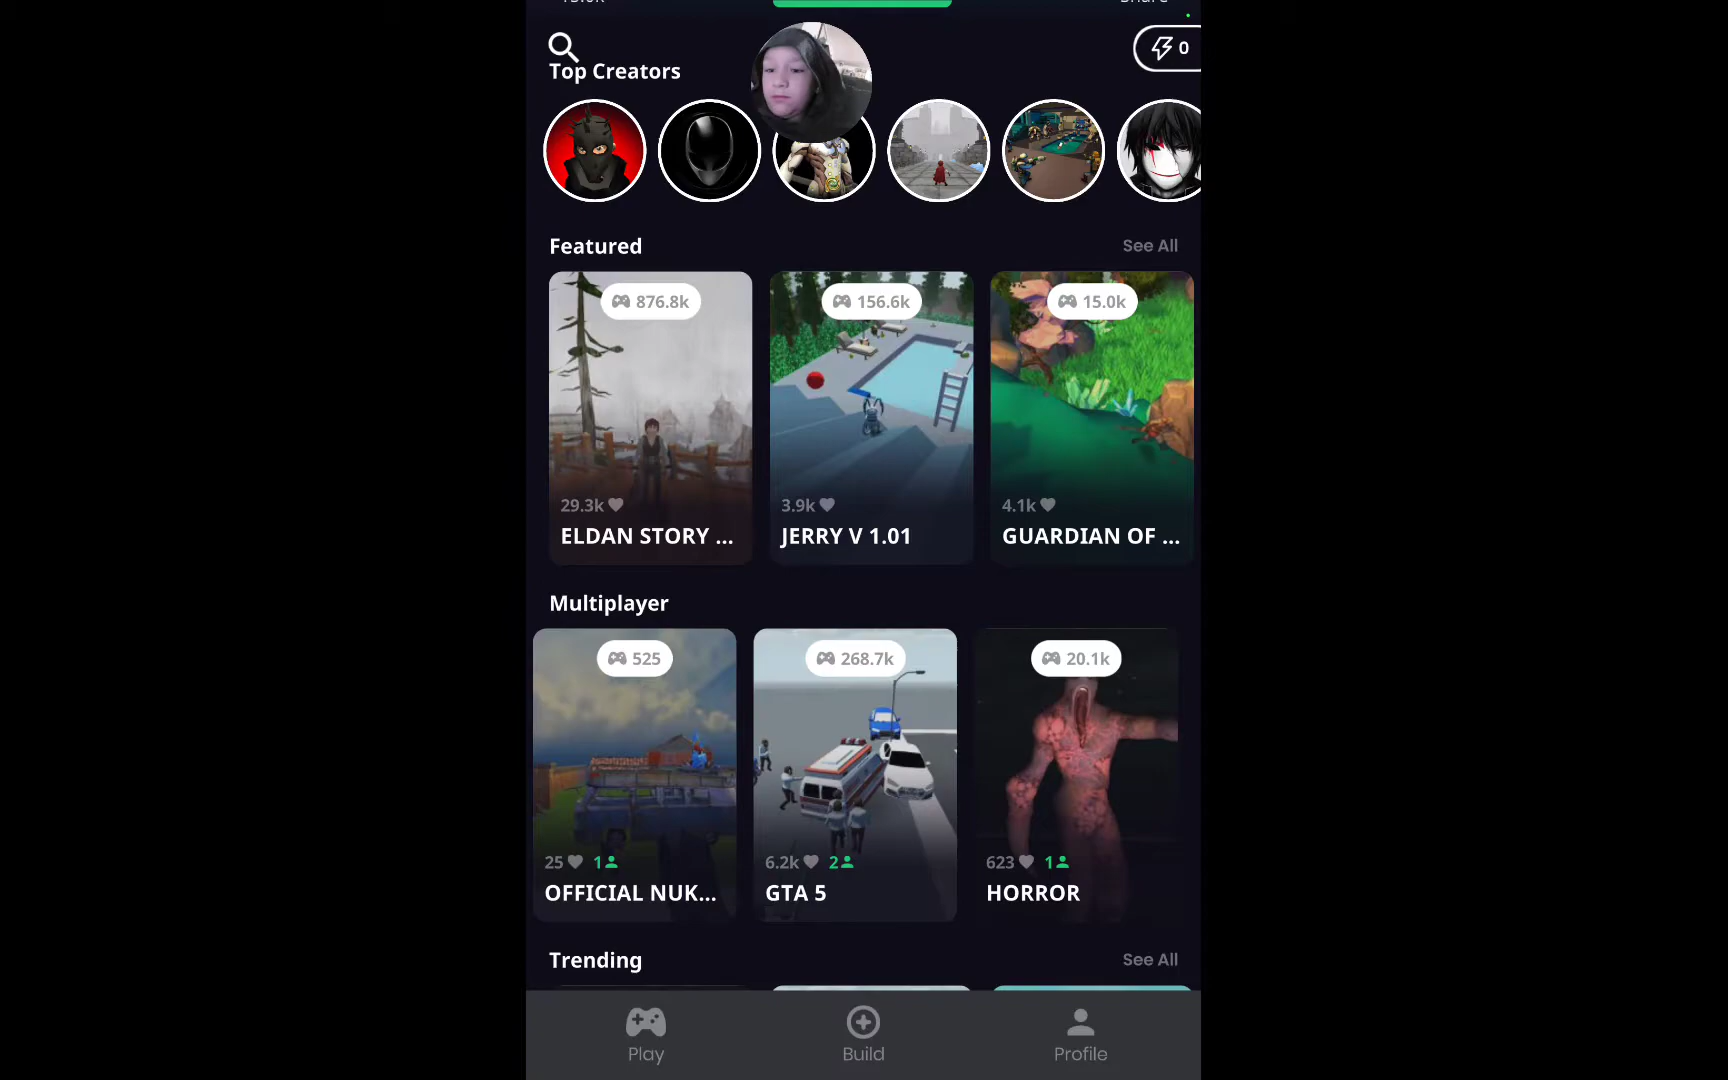 0
Top Creators
Featured
See All
876.8k
156.6k
15.0k
29.3k
3.9k
4.1k
ELDAN STORY ...
JERRY V 1.01
GUARDIAN OF ...
Multiplayer
525
268.7k
20.1k
25 1
6.2k 2
623 1
OFFICIAL NUK...
GTA 5
HORROR
Trending
See All
Play
Build
Profile